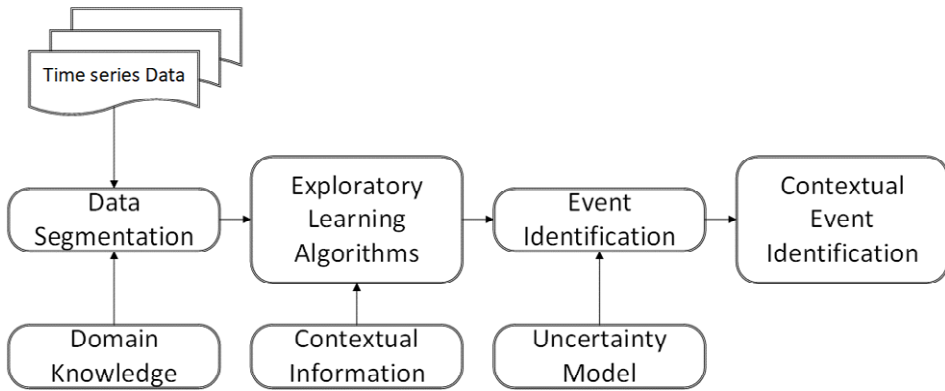 Time series Data
Data
Segmentation
Exploratory
Learning
Algorithms
Event
Identification
Contextual
Event
Identification
Domain
Knowledge
Contextual
Information
Uncertainty
Model